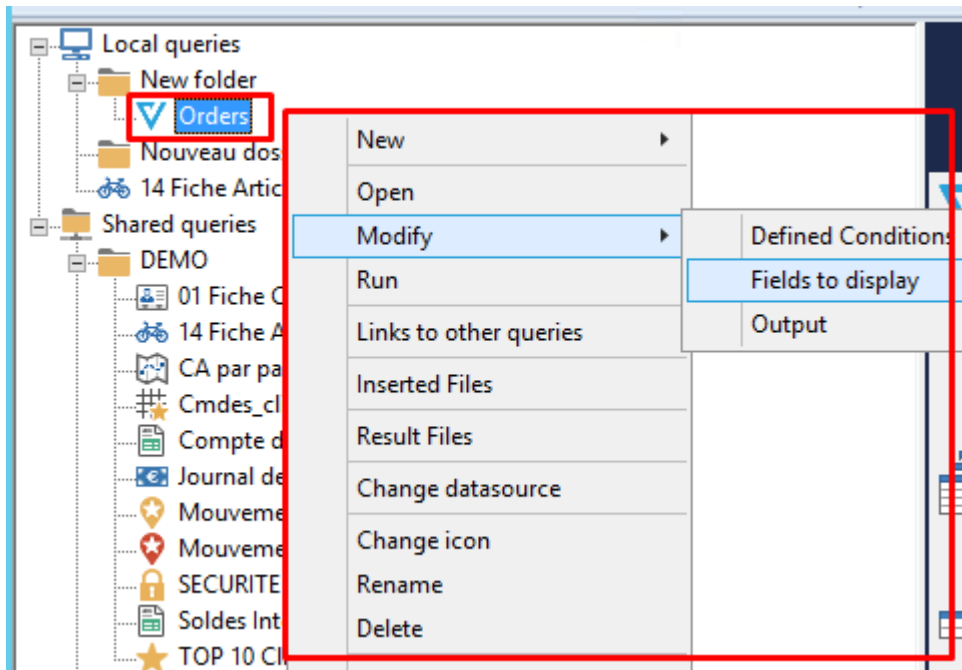 Local queries
New folder
Orders
Nouveau dos
14 Fiche Artic
Shared queries
DEMO
01 Fiche C
14 Fiche A
CA par pa
Cmdes_cl
Compte d
Journal de
Mouveme
Mouveme
SECURITE
Soldes Int
TOP 10 Cl
New
Open
Modify
Run
Links to other queries
Inserted Files
Result Files
Change datasource
Change icon
Rename
Delete
Defined Conditions
Fields to display
Output